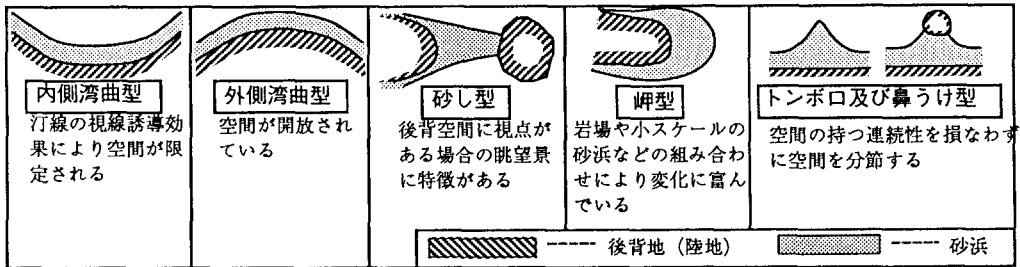 内側湾曲型
汀線の視線誘導効
果により空間が限
定される
外側湾曲型
空間が開放され
ている
砂し型
後背空間に視点が
ある場合の眺望景
に特徴がある
岬型
岩場や小スケールの
砂浜などの組み合わ
せにより変化に富ん
でいる
トンボロ及び鼻うけ型
空間の持つ連続性を損なわず
に空間を分節する
後背地（陸地）
砂浜